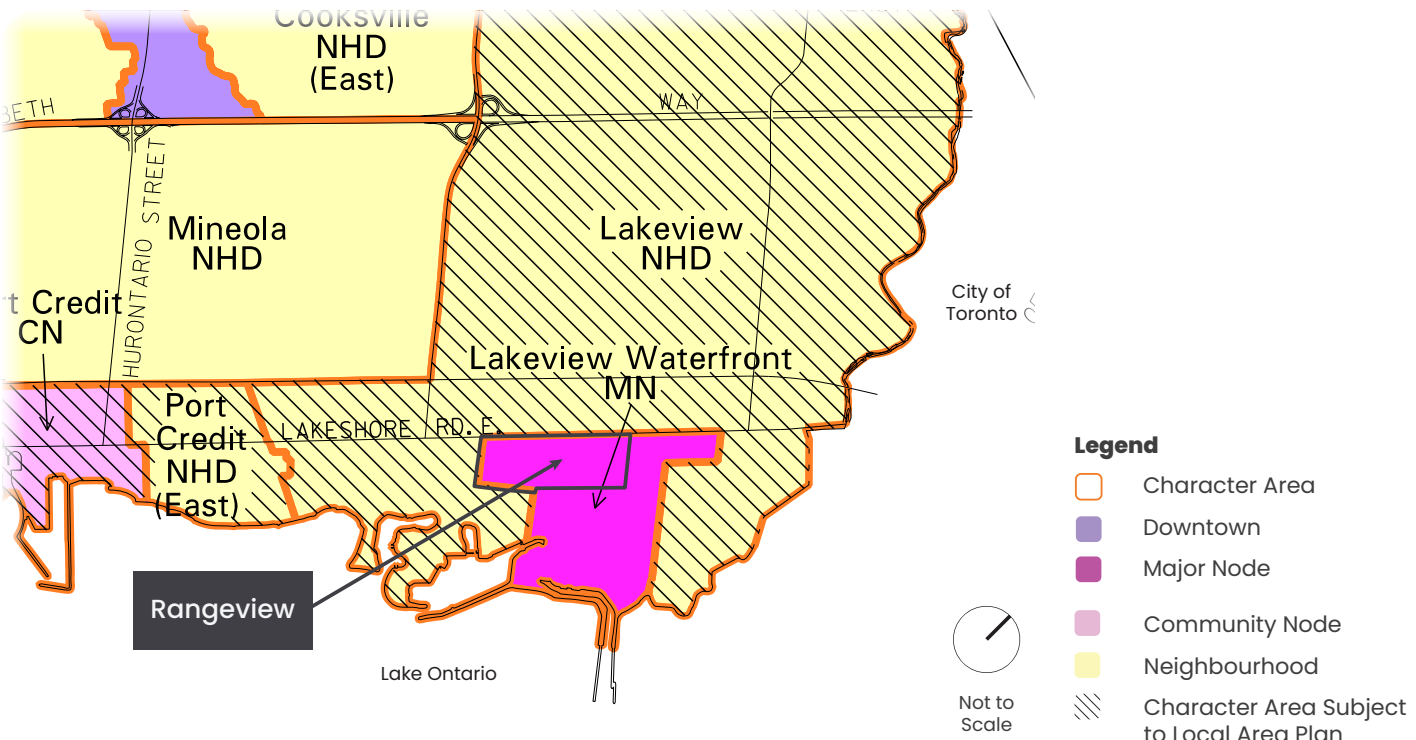 Cooksville
NHD
(East)
WAY
HURONTARIO STREET
Mineola
NHD
Lakeview
NHD
City of
Toronto
Credit
CN
Lakeview Waterfront
MN
Port
Credit
NHD
(East)
LAKESHORE RD. E.
Rangeview
Lake Ontario
Not to
Scale
Legend
Character Area
Downtown
Major Node
Community Node
Neighbourhood
Character Area Subject
to Local Area Plan